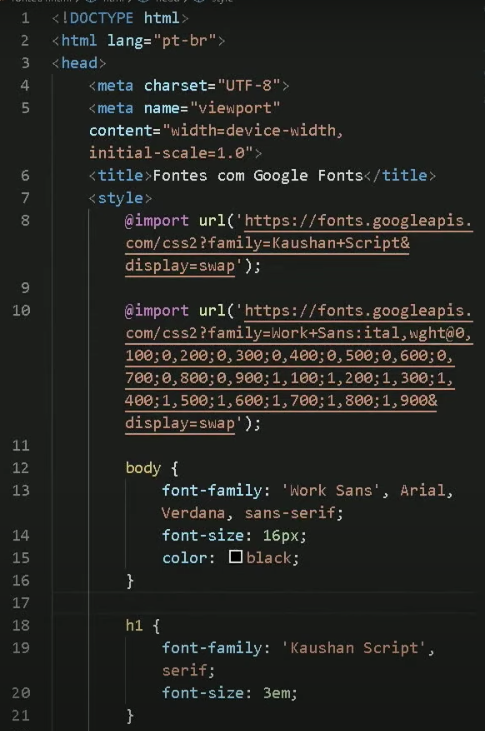 1 <!DOCTYPE html>
2 <html lang="pt-br">
3 <head>
4 <meta charset="UTF-8">
5 <meta name="viewport"
content="width=device-width,
initial-scale=1.0">
6 <title>Fontes com Google Fonts</title>
7 <style>
8 @import url('https://fonts.googleapis.
com/css2?family=Kaushan+Script&
display=swap');
9
10 @import url('https://fonts.googleapis.
com/css2?family=Work+Sans:ital,wght@0,
100;0,200;0,300;0,400;0,500;0,600;0,
700;0,800;0,900;1,100;1,200;1,300;1,
400;1,500;1,600;1,700;1,800;1,900&
display=swap');
11
12 body {
13 font-family: 'Work Sans', Arial,
Verdana, sans-serif;
14 font-size: 16px;
15 color: black;
16 }
17
18 h1 {
19 font-family: 'Kaushan Script',
serif;
20 font-size: 3em;
21 }